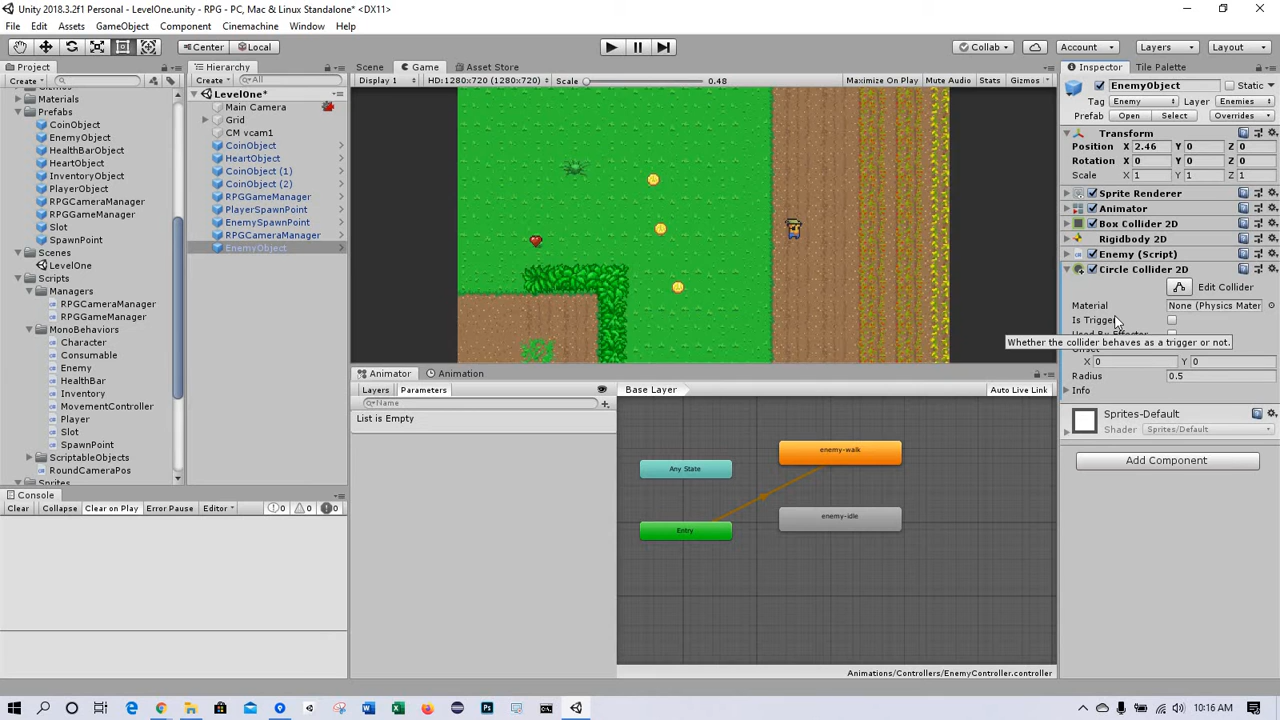 Unity 2018.3.2f1 Personal - LevelOne.unity - RPG - PC, Mac & Linux Standalone* <DX11>
File Edit Assets GameObject Component Cinemachine Window Help
Center Local Collab Account Layers Layout
Project
Create
Materials
Prefabs
CoinObject
EnemyObject
HealthBarObject
HeartObject
InventoryObject
PlayerObject
RPGCameraManager
RPGGameManager
Slot
SpawnPoint
Scenes
LevelOne
Scripts
Managers
RPGCameraManager
RPGGameManager
MonoBehaviors
Character
Consumable
Enemy
HealthBar
Inventory
MovementController
Player
Slot
SpawnPoint
ScriptableObjects
RoundCameraPos
Hierarchy
Create All
LevelOne*
Main Camera
Grid
CM vcam1
CoinObject
HeartObject
CoinObject (1)
CoinObject (2)
RPGGameManager
PlayerSpawnPoint
EnemySpawnPoint
RPGCameraManager
EnemyObject
Scene Game Asset Store
Display 1 HD:1280x720 (1280x720) Scale 0.48 Maximize On Play Mute Audio Stats Gizmos
Animator Animation
Layers Parameters Base Layer Auto Live Link
Name
List is Empty
enemy-walk
Any State
enemy-idle
Entry
Animations/Controllers/EnemyController.controller
Inspector Tile Palette
EnemyObject Static
Tag Enemy Layer Enemies
Prefab Open Select Overrides
Transform
Position X 2.46 Y 0 Z 0
Rotation X 0 Y 0 Z 0
Scale X 1 Y 1 Z 1
Sprite Renderer
Animator
Box Collider 2D
Rigidbody 2D
Enemy (Script)
Circle Collider 2D
Edit Collider
Material None (Physics Mater
Is Trigger
Whether the collider behaves as a trigger or not.
X 0 Y 0
Radius 0.5
Info
Sprites-Default
Shader Sprites/Default
Add Component
Console
Clear Collapse Clear on Play Error Pause Editor 0 0 0
10:16 AM